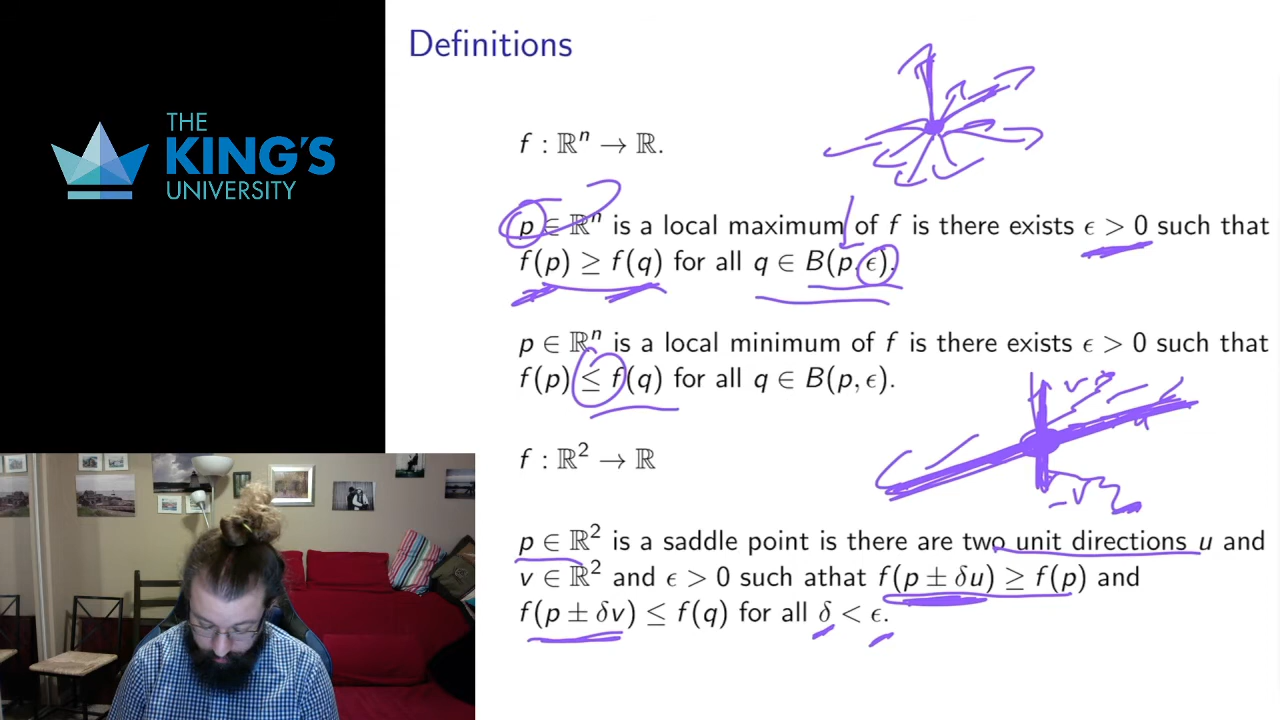 THE
KING'S
UNIVERSITY
Definitions
f : ℝⁿ → ℝ.
p ∈ ℝⁿ is a local maximum of f is there exists ϵ > 0 such that
f(p) ≥ f(q) for all q ∈ B(p, ϵ).
p ∈ ℝⁿ is a local minimum of f is there exists ϵ > 0 such that
f(p) ≤ f(q) for all q ∈ B(p, ϵ).
v
-v
f : ℝ² → ℝ
p ∈ ℝ² is a saddle point is there are two unit directions u and
v ∈ ℝ² and ϵ > 0 such athat f(p ± δu) ≥ f(p) and
f(p ± δv) ≤ f(q) for all δ < ϵ.